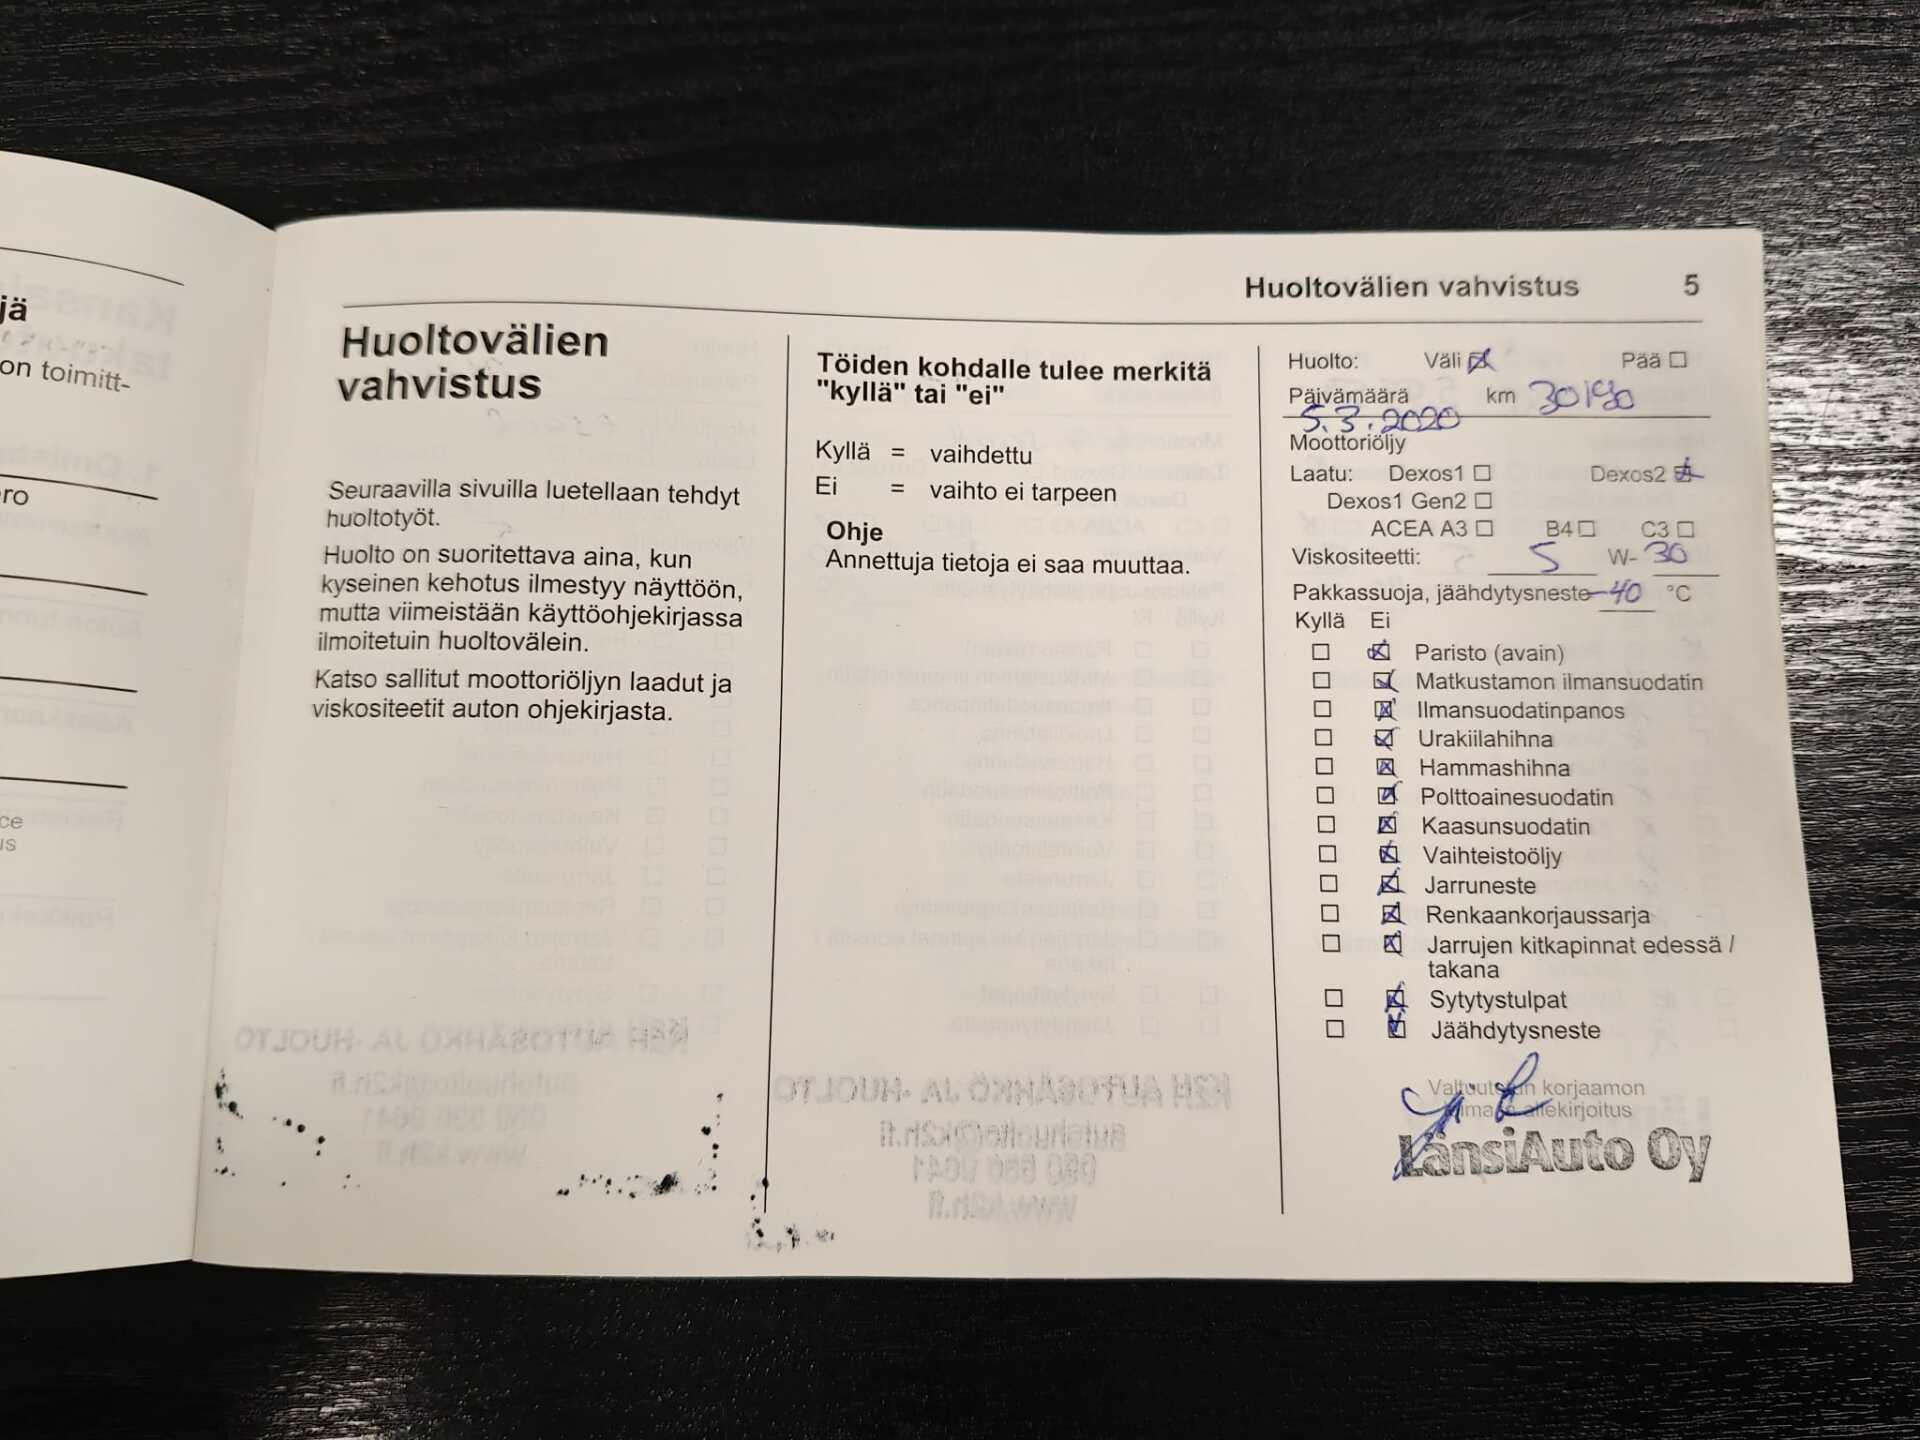 jä
on toimitt-
ro
ce
us
Huoltovälien vahvistus 5
Huoltovälien
vahvistus
Seuraavilla sivuilla luetellaan tehdyt
huoltotyöt.
Huolto on suoritettava aina, kun
kyseinen kehotus ilmestyy näyttöön,
mutta viimeistään käyttöohjekirjassa
ilmoitetuin huoltovälein.
Katso sallitut moottoriöljyn laadut ja
viskositeetit auton ohjekirjasta.
Töiden kohdalle tulee merkitä
"kyllä" tai "ei"
Kyllä = vaihdettu
Ei = vaihto ei tarpeen
Ohje
Annettuja tietoja ei saa muuttaa.
Huolto: Väli ☒ Pää ☐
Päivämäärä km 30190
5.3.2020
Moottoriöljy
Laatu: Dexos1 ☐ Dexos2 ☒
Dexos1 Gen2 ☐
ACEA A3 ☐ B4 ☐ C3 ☐
Viskositeetti: 5 W- 30
Pakkassuoja, jäähdytysneste -40 °C
Kyllä Ei
☐ ☒ Paristo (avain)
☐ ☒ Matkustamon ilmansuodatin
☐ ☒ Ilmansuodatinpanos
☐ ☒ Urakiilahihna
☐ ☒ Hammashihna
☐ ☒ Polttoainesuodatin
☐ ☒ Kaasunsuodatin
☐ ☒ Vaihteistoöljy
☐ ☒ Jarruneste
☐ ☒ Renkaankorjaussarja
☐ ☒ Jarrujen kitkapinnat edessä /
takana
☐ ☒ Sytytystulpat
☐ ☒ Jäähdytysneste
Valtuutetun korjaamon
leima ja allekirjoitus
LänsiAuto Oy